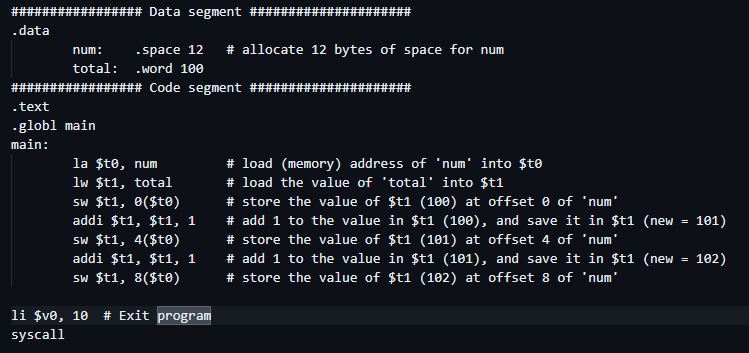 ################# Data segment #####################
.data
num: .space 12 # allocate 12 bytes of space for num
total: .word 100
################# Code segment #####################
.text
.globl main
main:
la $t0, num # load (memory) address of 'num' into $t0
lw $t1, total # load the value of 'total' into $t1
sw $t1, 0($t0) # store the value of $t1 (100) at offset 0 of 'num'
addi $t1, $t1, 1 # add 1 to the value in $t1 (100), and save it in $t1 (new = 101)
sw $t1, 4($t0) # store the value of $t1 (101) at offset 4 of 'num'
addi $t1, $t1, 1 # add 1 to the value in $t1 (101), and save it in $t1 (new = 102)
sw $t1, 8($t0) # store the value of $t1 (102) at offset 8 of 'num'
li $v0, 10 # Exit program
syscall